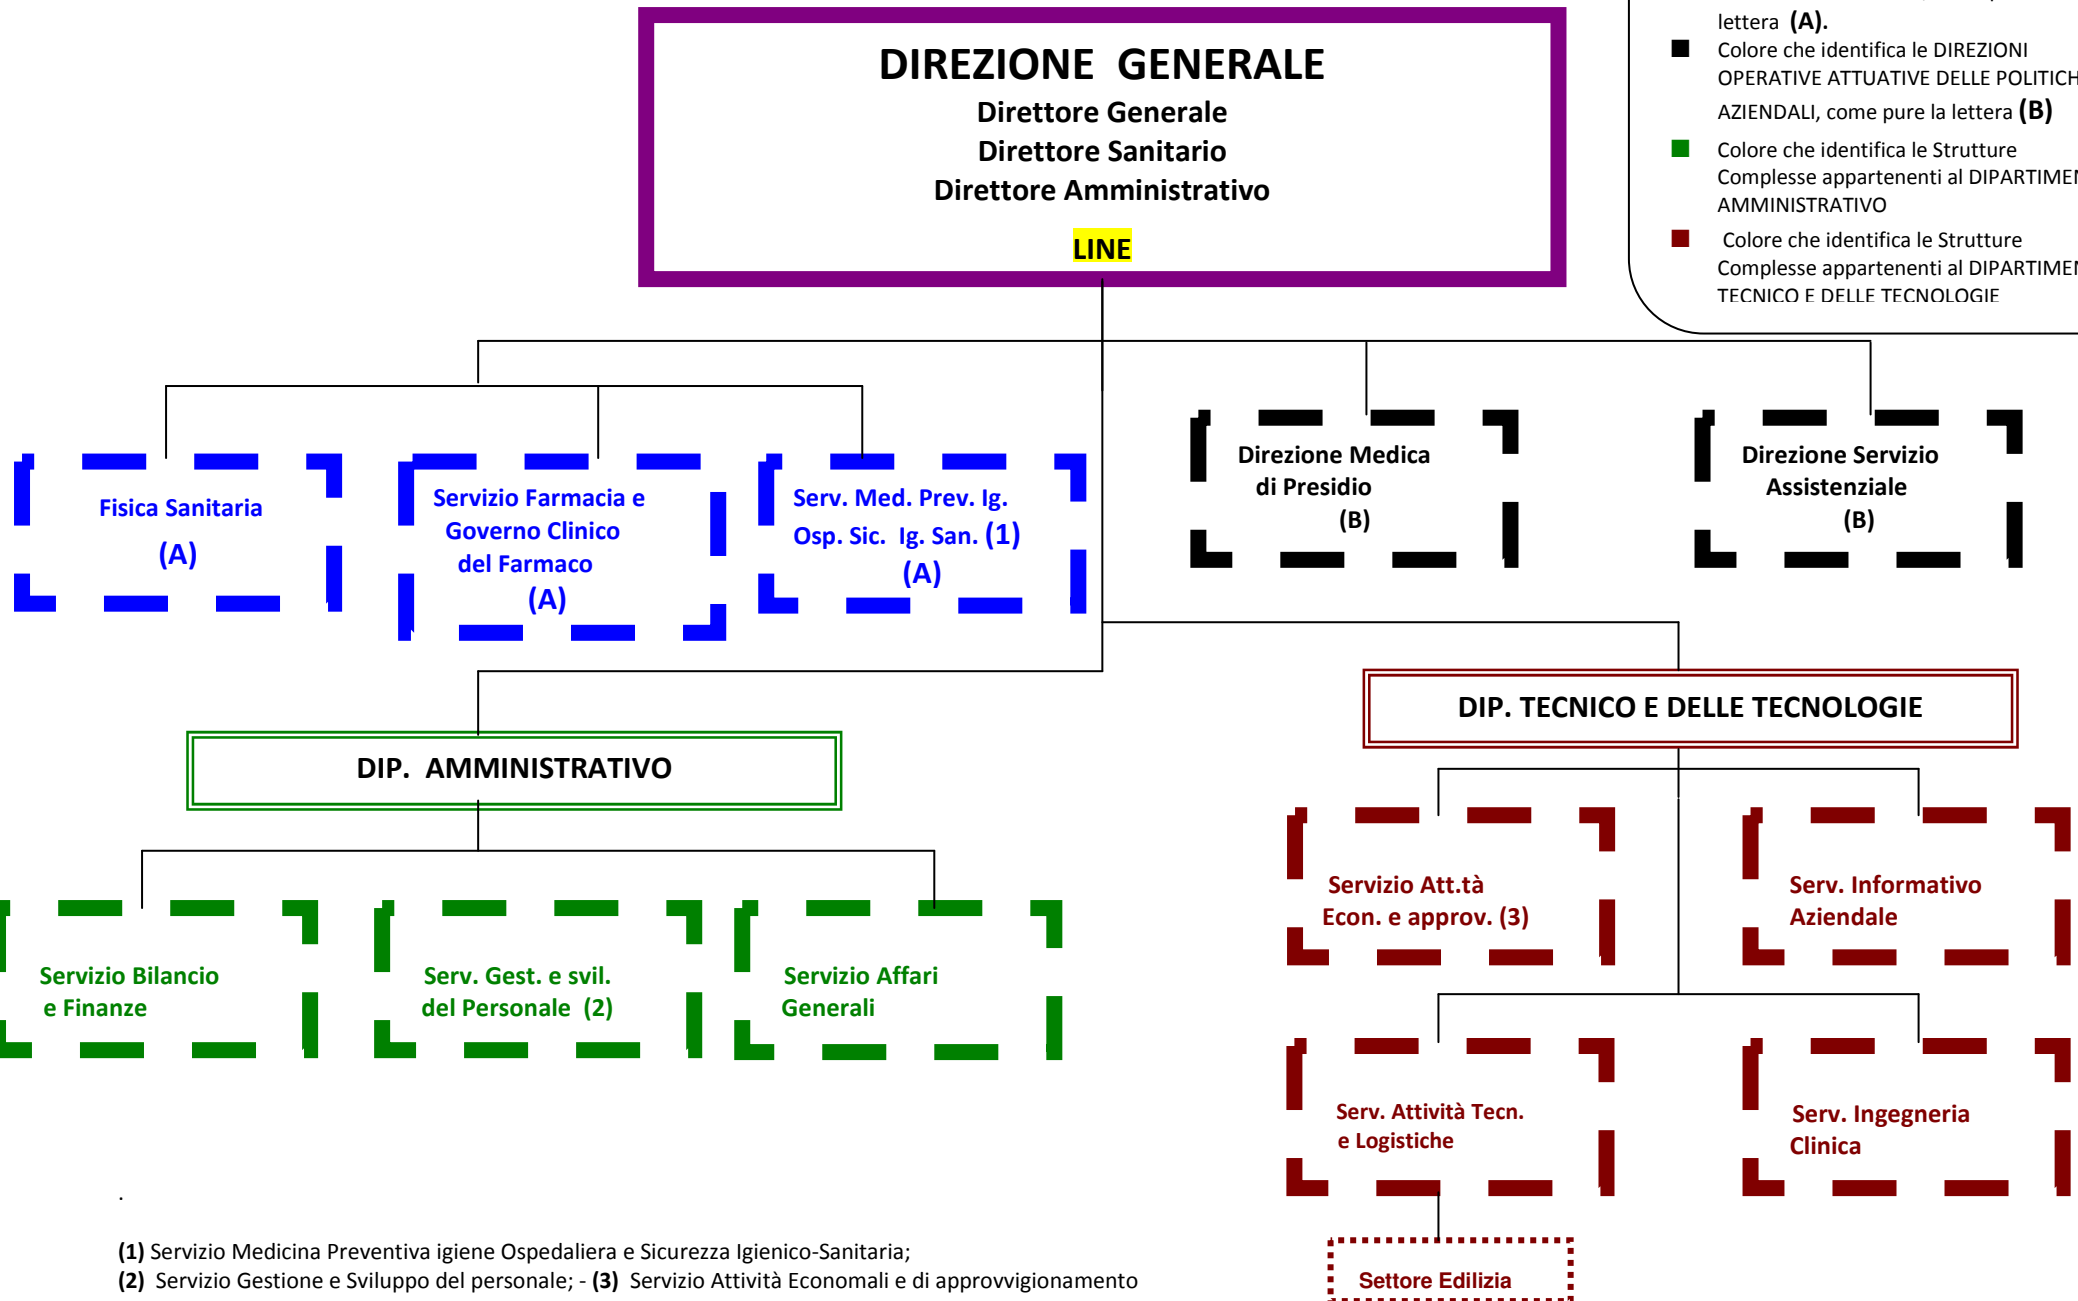 DIREZIONE GENERALE
Direttore Generale
Direttore Sanitario
Direttore Amministrativo
LINE
lettera (A).
Colore che identifica le DIREZIONI
OPERATIVE ATTUATIVE DELLE POLITICH
AZIENDALI, come pure la lettera (B)
Colore che identifica le Strutture
Complesse appartenenti al DIPARTIMEN
AMMINISTRATIVO
Colore che identifica le Strutture
Complesse appartenenti al DIPARTIMEN
TECNICO E DELLE TECNOLOGIE
Fisica Sanitaria
(A)
Servizio Farmacia e
Governo Clinico
del Farmaco
(A)
Serv. Med. Prev. Ig.
Osp. Sic. Ig. San. (1)
(A)
Direzione Medica
di Presidio
(B)
Direzione Servizio
Assistenziale
(B)
DIP. AMMINISTRATIVO
DIP. TECNICO E DELLE TECNOLOGIE
Servizio Bilancio
e Finanze
Serv. Gest. e svil.
del Personale (2)
Servizio Affari
Generali
Servizio Att.tà
Econ. e approv. (3)
Serv. Informativo
Aziendale
Serv. Attività Tecn.
e Logistiche
Serv. Ingegneria
Clinica
Settore Edilizia
.
(1) Servizio Medicina Preventiva igiene Ospedaliera e Sicurezza Igienico-Sanitaria;
(2) Servizio Gestione e Sviluppo del personale; - (3) Servizio Attività Economali e di approvvigionamento